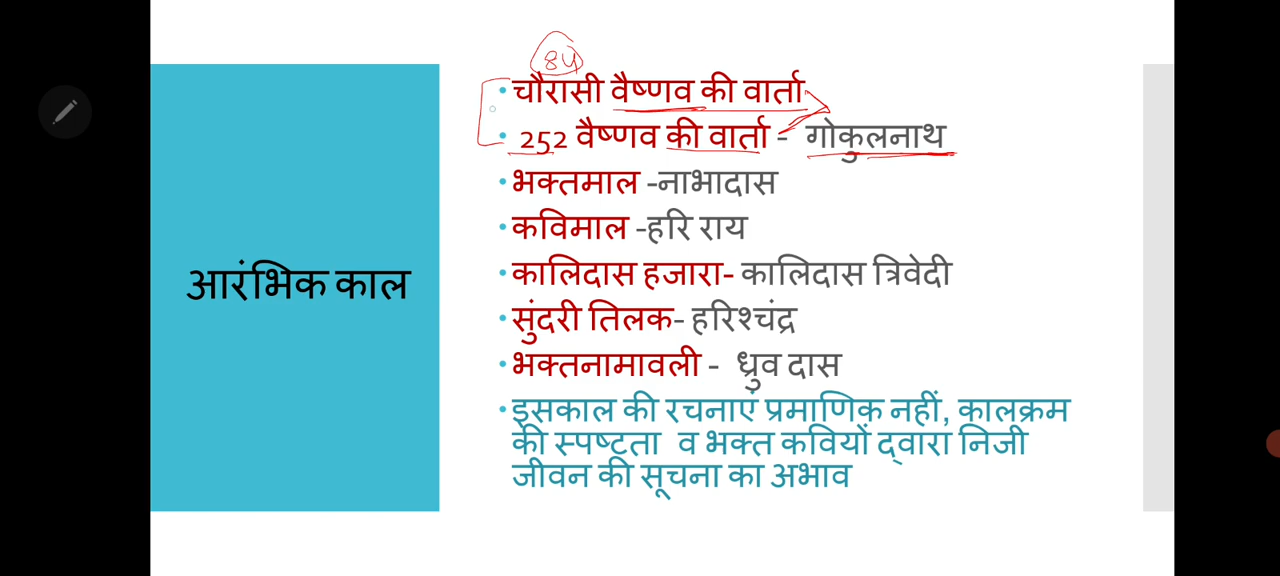 84
चौरासी वैष्णव की वार्ता
252 वैष्णव की वार्ता - गोकुलनाथ
भक्तमाल -नाभादास
कविमाल -हरि राय
आरंभिक काल
कालिदास हजारा- कालिदास त्रिवेदी
सुंदरी तिलक- हरिश्चंद्र
भक्तनामावली - ध्रुव दास
इसकाल की रचनाएं प्रमाणिक नहीं, कालक्रम
की स्पष्टता व भक्त कवियों द्वारा निजी
जीवन की सूचना का अभाव